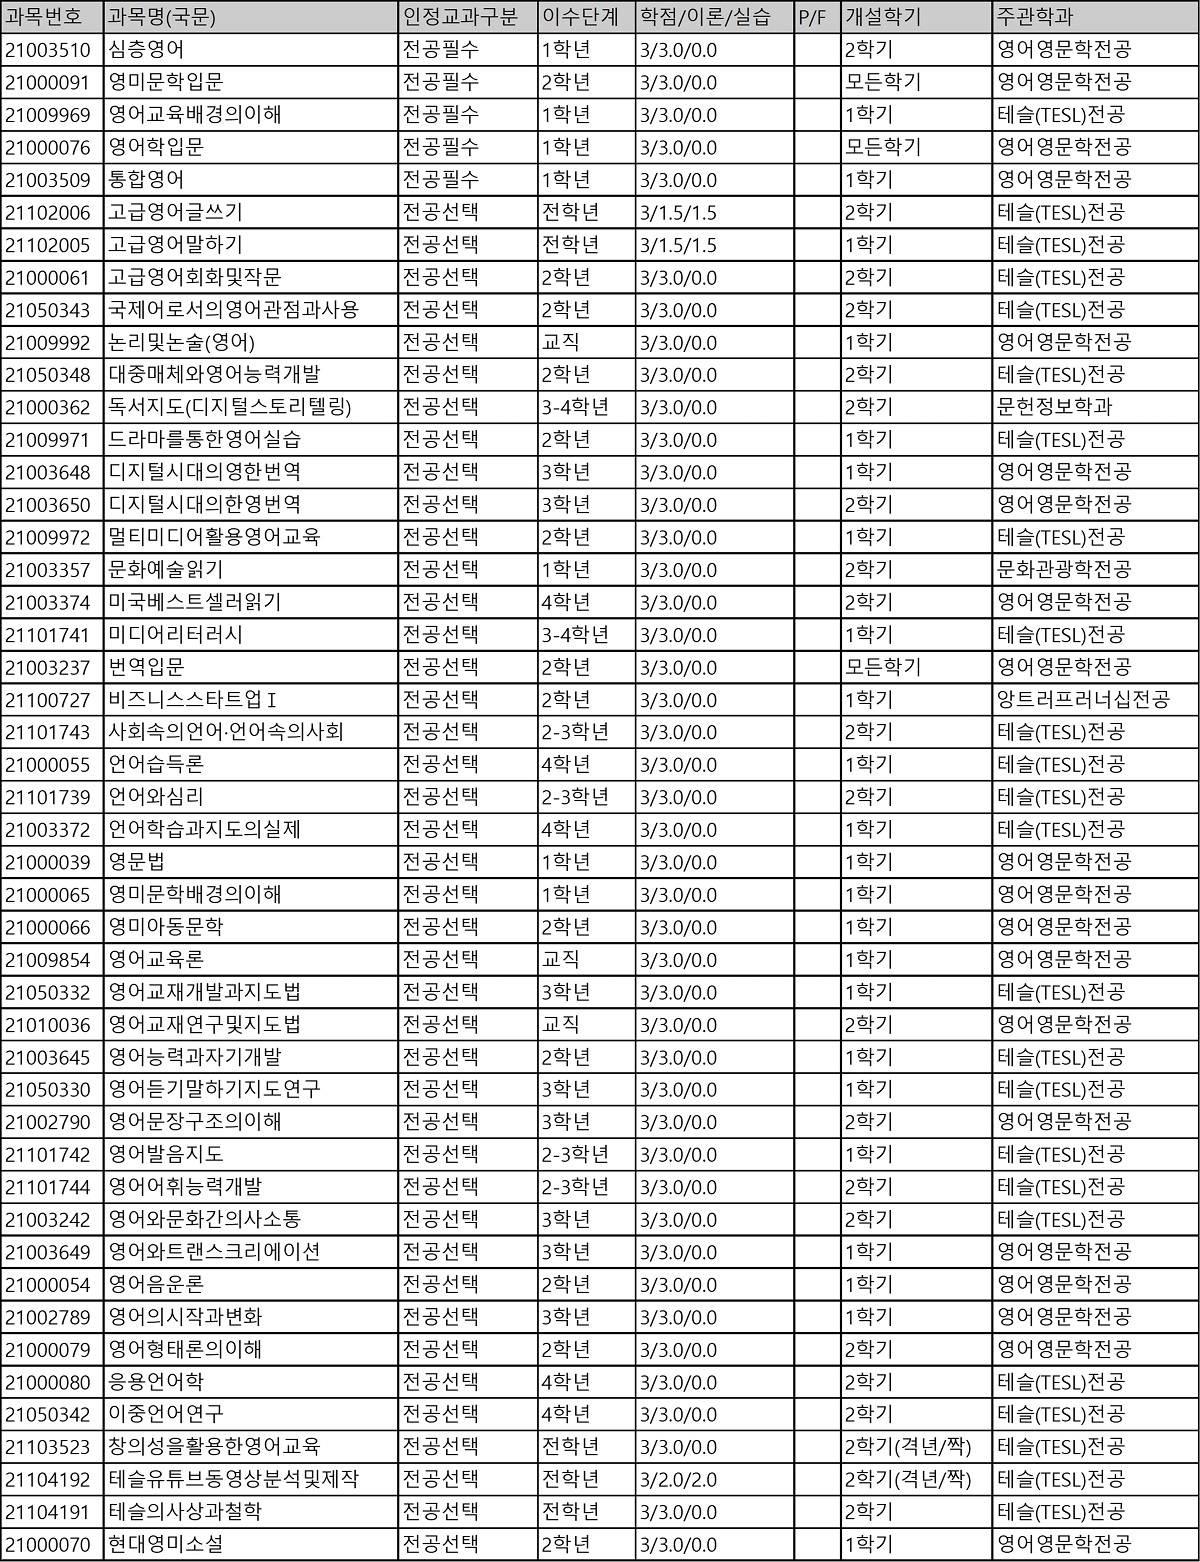 과목번호 과목명(국문) 인정교과구분 이수단계 학점/이론/실습 P/F 개설학기 주관학과
21003510 심층영어 전공필수 1학년 3/3.0/0.0 2학기 영어영문학전공
21000091 영미문학입문 전공필수 2학년 3/3.0/0.0 모든학기 영어영문학전공
21009969 영어교육배경의이해 전공필수 1학년 3/3.0/0.0 1학기 테슬(TESL)전공
21000076 영어학입문 전공필수 1학년 3/3.0/0.0 모든학기 영어영문학전공
21003509 통합영어 전공필수 1학년 3/3.0/0.0 1학기 영어영문학전공
21102006 고급영어글쓰기 전공선택 전학년 3/1.5/1.5 2학기 테슬(TESL)전공
21102005 고급영어말하기 전공선택 전학년 3/1.5/1.5 1학기 테슬(TESL)전공
21000061 고급영어회화및작문 전공선택 2학년 3/3.0/0.0 2학기 테슬(TESL)전공
21050343 국제어로서의영어관점과사용 전공선택 2학년 3/3.0/0.0 2학기 테슬(TESL)전공
21009992 논리및논술(영어) 전공선택 교직 3/3.0/0.0 1학기 영어영문학전공
21050348 대중매체와영어능력개발 전공선택 2학년 3/3.0/0.0 2학기 테슬(TESL)전공
21000362 독서지도(디지털스토리텔링) 전공선택 3-4학년 3/3.0/0.0 2학기 문헌정보학과
21009971 드라마를통한영어실습 전공선택 2학년 3/3.0/0.0 1학기 테슬(TESL)전공
21003648 디지털시대의영한번역 전공선택 3학년 3/3.0/0.0 1학기 영어영문학전공
21003650 디지털시대의한영번역 전공선택 3학년 3/3.0/0.0 2학기 영어영문학전공
21009972 멀티미디어활용영어교육 전공선택 2학년 3/3.0/0.0 1학기 테슬(TESL)전공
21003357 문화예술읽기 전공선택 1학년 3/3.0/0.0 2학기 문화관광학전공
21003374 미국베스트셀러읽기 전공선택 4학년 3/3.0/0.0 2학기 영어영문학전공
21101741 미디어리터러시 전공선택 3-4학년 3/3.0/0.0 1학기 테슬(TESL)전공
21003237 번역입문 전공선택 2학년 3/3.0/0.0 모든학기 영어영문학전공
21100727 비즈니스스타트업Ⅰ 전공선택 2학년 3/3.0/0.0 1학기 앙트러프러너십전공
21101743 사회속의언어·언어속의사회 전공선택 2-3학년 3/3.0/0.0 2학기 테슬(TESL)전공
21000055 언어습득론 전공선택 4학년 3/3.0/0.0 1학기 테슬(TESL)전공
21101739 언어와심리 전공선택 2-3학년 3/3.0/0.0 2학기 테슬(TESL)전공
21003372 언어학습과지도의실제 전공선택 4학년 3/3.0/0.0 1학기 테슬(TESL)전공
21000039 영문법 전공선택 1학년 3/3.0/0.0 1학기 영어영문학전공
21000065 영미문학배경의이해 전공선택 1학년 3/3.0/0.0 1학기 영어영문학전공
21000066 영미아동문학 전공선택 2학년 3/3.0/0.0 1학기 영어영문학전공
21009854 영어교육론 전공선택 교직 3/3.0/0.0 1학기 영어영문학전공
21050332 영어교재개발과지도법 전공선택 3학년 3/3.0/0.0 1학기 테슬(TESL)전공
21010036 영어교재연구및지도법 전공선택 교직 3/3.0/0.0 2학기 영어영문학전공
21003645 영어능력과자기개발 전공선택 2학년 3/3.0/0.0 1학기 테슬(TESL)전공
21050330 영어듣기말하기지도연구 전공선택 3학년 3/3.0/0.0 1학기 테슬(TESL)전공
21002790 영어문장구조의이해 전공선택 3학년 3/3.0/0.0 2학기 영어영문학전공
21101742 영어발음지도 전공선택 2-3학년 3/3.0/0.0 1학기 테슬(TESL)전공
21101744 영어어휘능력개발 전공선택 2-3학년 3/3.0/0.0 2학기 테슬(TESL)전공
21003242 영어와문화간의사소통 전공선택 3학년 3/3.0/0.0 2학기 테슬(TESL)전공
21003649 영어와트랜스크리에이션 전공선택 3학년 3/3.0/0.0 1학기 영어영문학전공
21000054 영어음운론 전공선택 2학년 3/3.0/0.0 1학기 영어영문학전공
21002789 영어의시작과변화 전공선택 3학년 3/3.0/0.0 1학기 영어영문학전공
21000079 영어형태론의이해 전공선택 2학년 3/3.0/0.0 2학기 영어영문학전공
21000080 응용언어학 전공선택 4학년 3/3.0/0.0 2학기 테슬(TESL)전공
21050342 이중언어연구 전공선택 4학년 3/3.0/0.0 2학기 테슬(TESL)전공
21103523 창의성을활용한영어교육 전공선택 전학년 3/3.0/0.0 2학기(격년/짝) 테슬(TESL)전공
21104192 테슬유튜브동영상분석및제작 전공선택 전학년 3/2.0/2.0 2학기(격년/짝) 테슬(TESL)전공
21104191 테슬의사상과철학 전공선택 전학년 3/3.0/0.0 2학기 테슬(TESL)전공
21000070 현대영미소설 전공선택 2학년 3/3.0/0.0 1학기 영어영문학전공